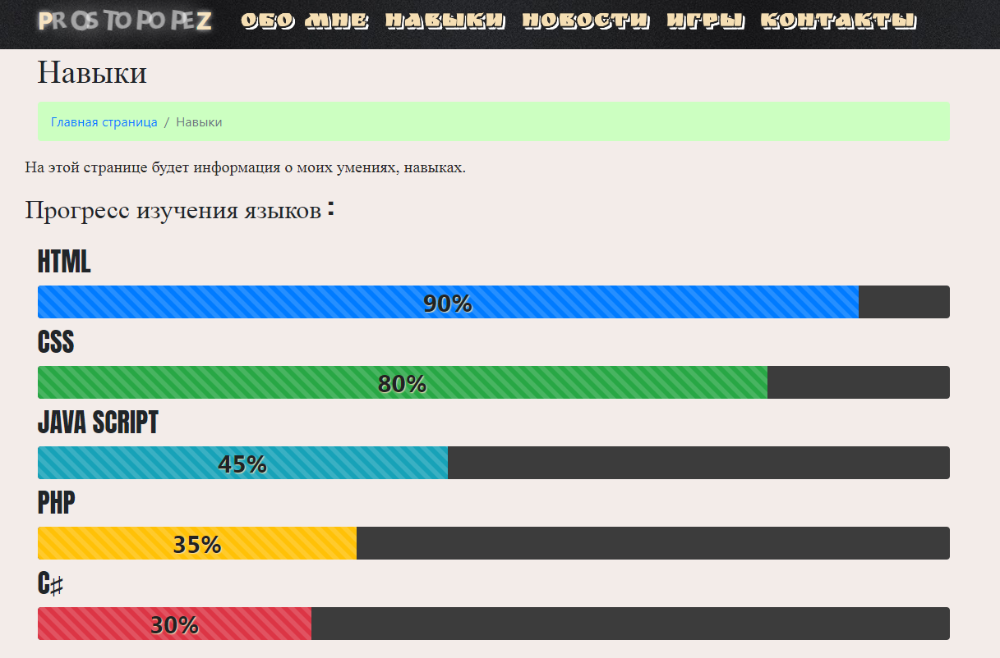 PROSTOPOPEZ ОБО МНЕ НАВЫКИ НОВОСТИ ИГРЫ КОНТАКТЫ
Навыки
Главная страница / Навыки
На этой странице будет информация о моих умениях, навыках.
Прогресс изучения языков :
HTML
90%
CSS
80%
JAVA SCRIPT
45%
PHP
35%
C♯
30%